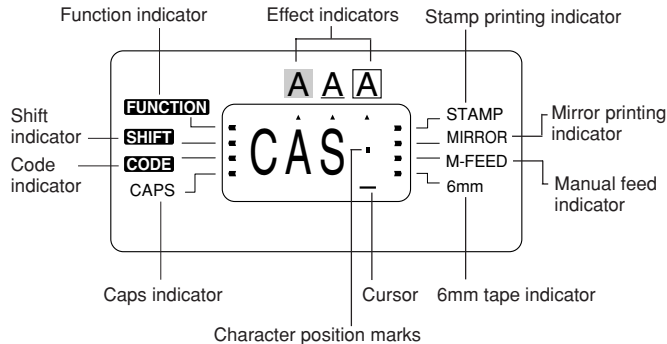 Function indicator
Effect indicators
Stamp printing indicator
A A A
FUNCTION
STAMP
Shift
indicator
SHIFT
MIRROR
Mirror printing
indicator
CAS
Code
indicator
CODE
M-FEED
Manual feed
indicator
CAPS
6mm
Caps indicator
Cursor
6mm tape indicator
Character position marks